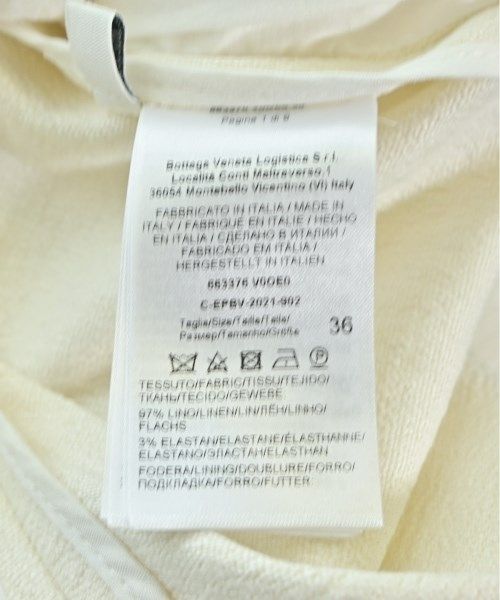 Pagina 1 di 8
Bottega Veneta Logistica S.r.l.
Località Conti Maltraverso,1
36054 Montebello Vicentino (VI) Italy
FABBRICATO IN ITALIA / MADE IN
ITALY / FABRIQUÉ EN ITALIE / HECHO
EN ITALIA / СДЕЛАНО В ИТАЛИИ /
FABRICADO EM ITÁLIA /
HERGESTELLT IN ITALIEN
663376 V0OE0
C-EPBV-2021-902
Taglia/Size/Taille/Talla/
Размер/Tamanho/Größe 36
TESSUTO/FABRIC/TISSU/TEJIDO/
ТКАНЬ/TECIDO/GEWEBE
97% LINO/LINEN/LIN/ЛЁН/LINHO/
FLACHS
3% ELASTAN/ELASTANE/ÉLASTHANNE/
ELASTANO/ЭЛАСТАН/ELASTHAN
FODERA/LINING/DOUBLURE/FORRO/
ПОДКЛАДКА/FORRO/FUTTER